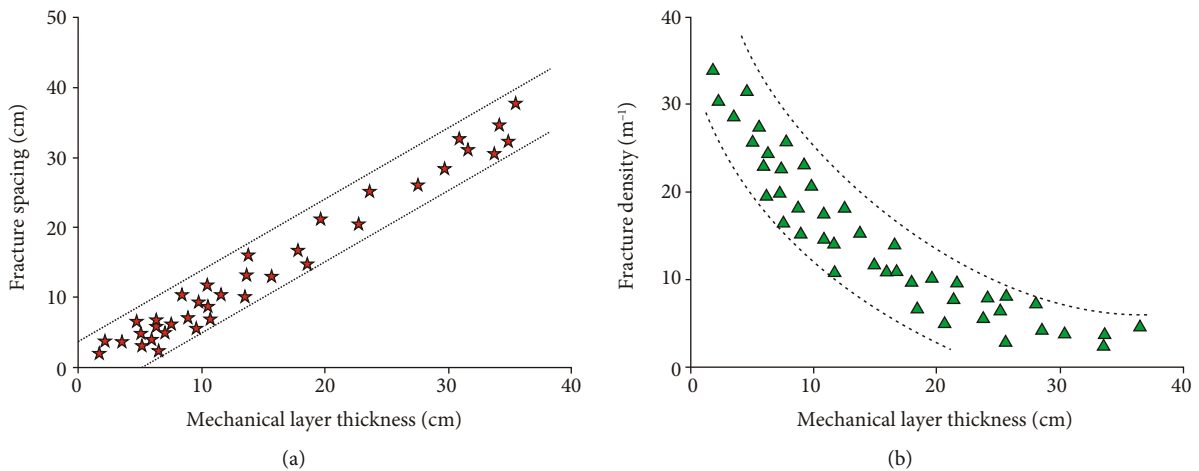 50
40
30
20
10
0
Fracture spacing (cm)
0 10 20 30 40
Mechanical layer thickness (cm)
(a)
40
30
20
10
0
Fracture density (m⁻¹)
0 10 20 30 40
Mechanical layer thickness (cm)
(b)